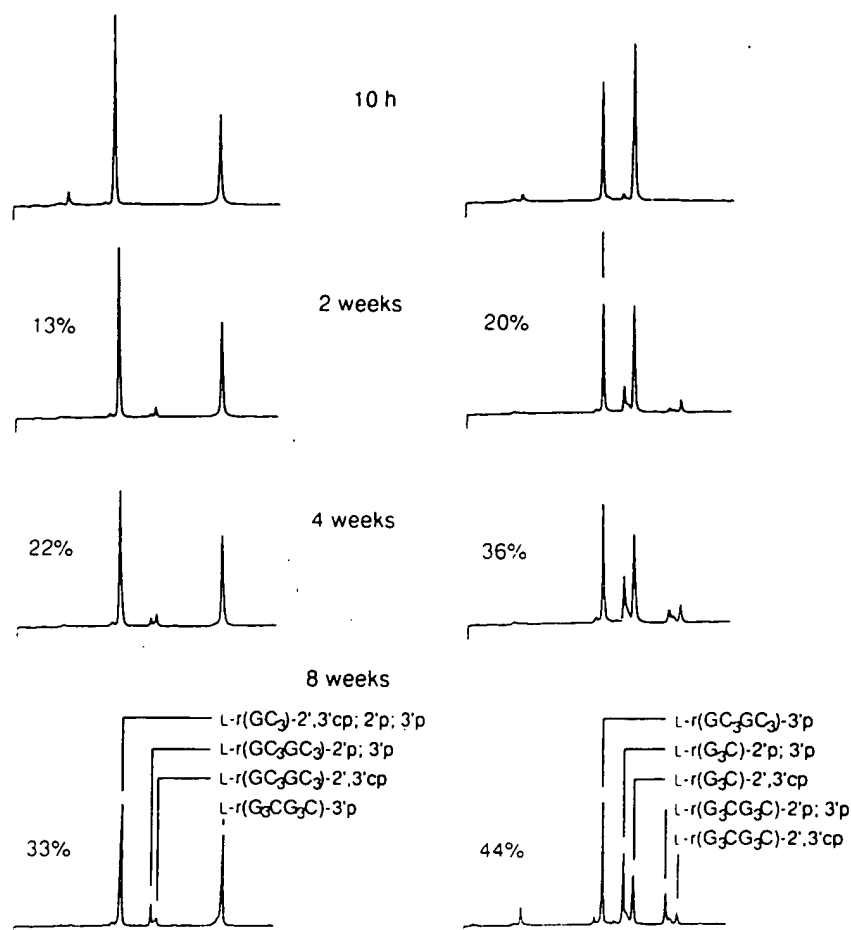 10 h
2 weeks
13%
20%
4 weeks
22%
36%
8 weeks
L-r(GC₃)-2',3'cp; 2'p; 3'p
L-r(GC₃GC₃)-2'p; 3'p
L-r(GC₃GC₃)-2',3'cp
L-r(G₃CG₃C)-3'p
33%
L-r(GC₃GC₃)-3'p
L-r(G₃C)-2'p; 3'p
L-r(G₃C)-2',3'cp
L-r(G₃CG₃C)-2'p; 3'p
L-r(G₃CG₃C)-2',3'cp
44%